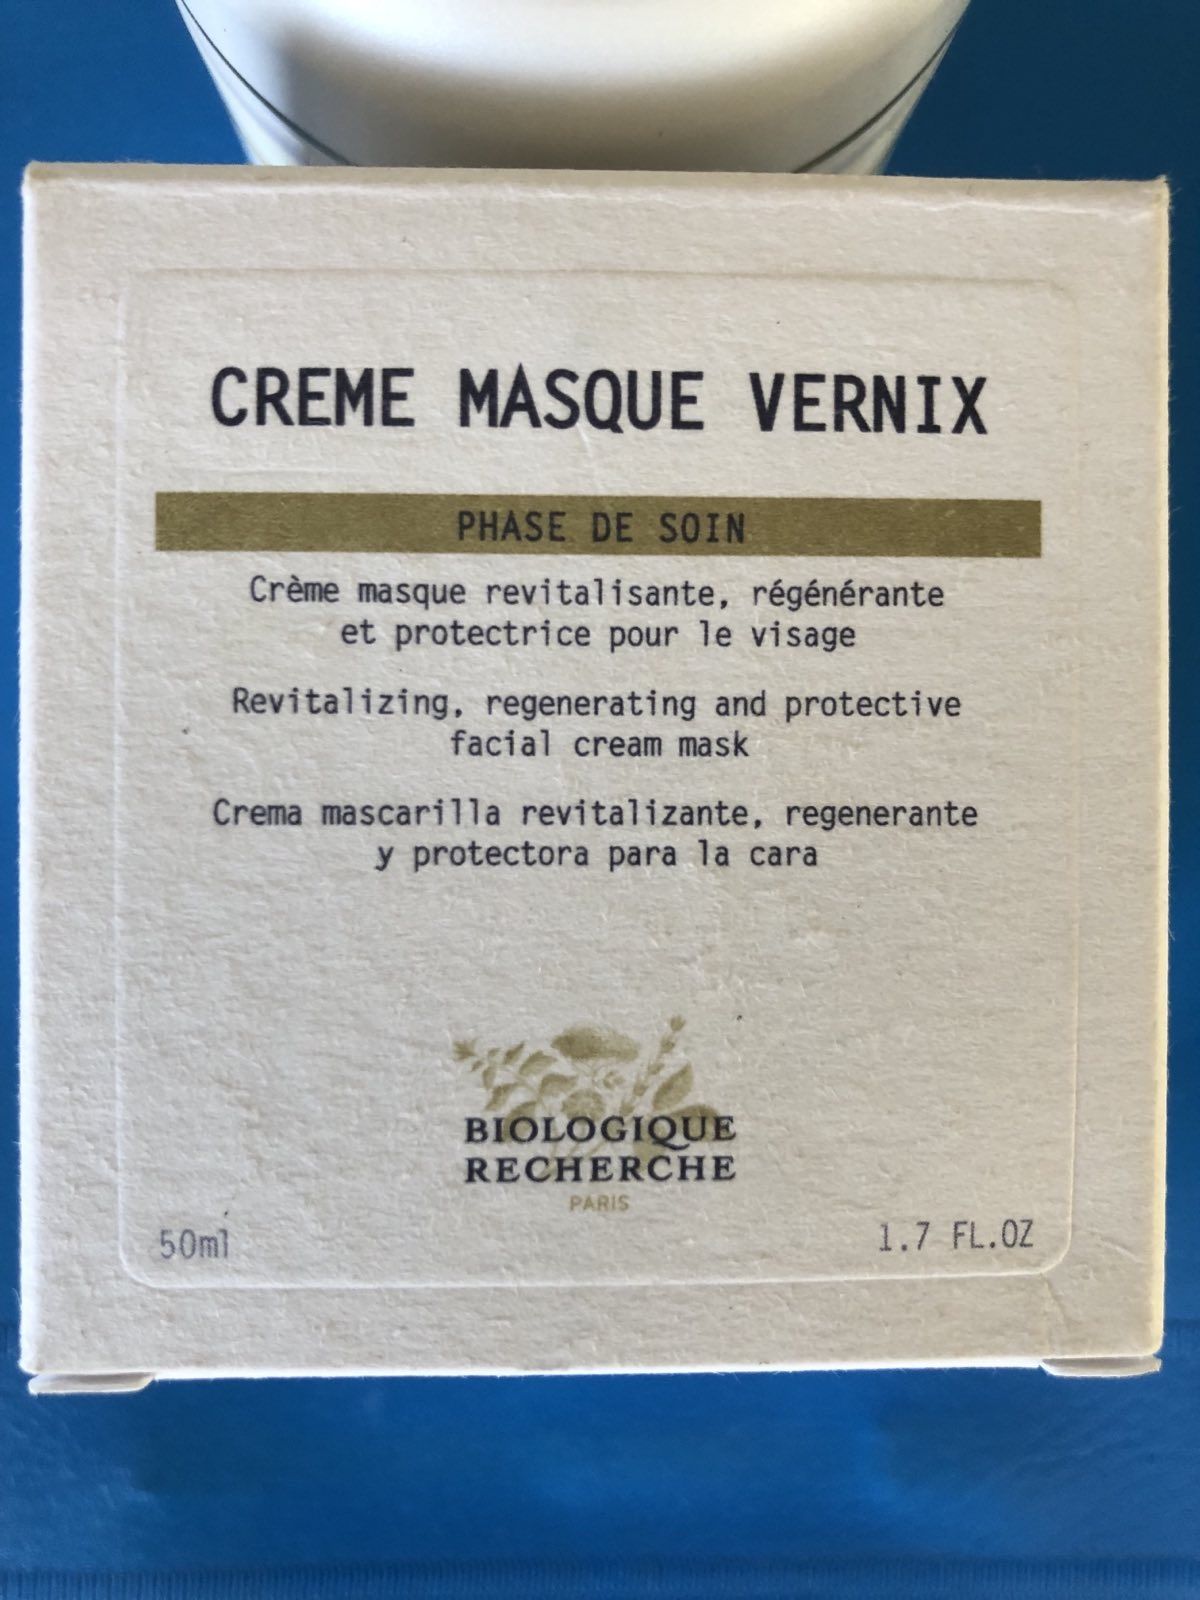 CREME MASQUE VERNIX
PHASE DE SOIN
Crème masque revitalisante, régénérante
et protectrice pour le visage
Revitalizing, regenerating and protective
facial cream mask
Crema mascarilla revitalizante, regenerante
y protectora para la cara
BIOLOGIQUE
RECHERCHE
PARIS
50ml
1.7 FL.OZ